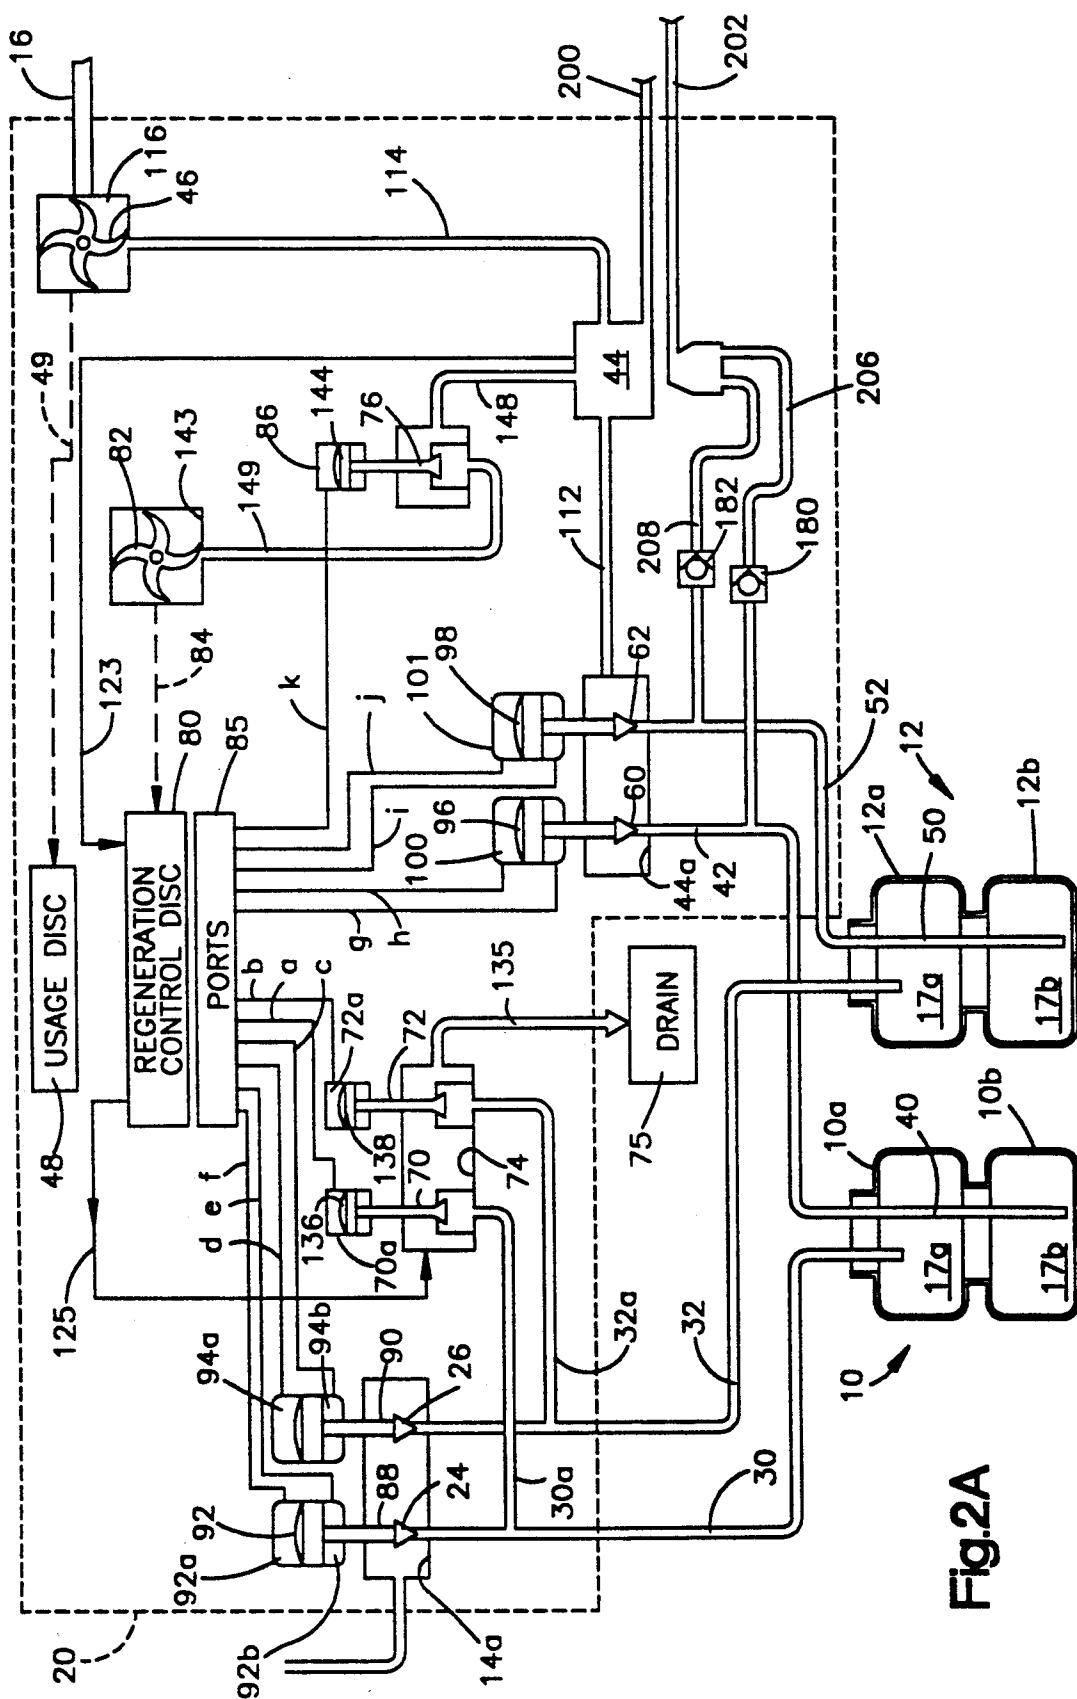 16
116
46
114
200
202
49
82
143
149
86
144
76
148
44
206
123
84
80
85
k
j
i
h
g
101
98
100
96
112
62
60
208
182
180
44a
42
52
USAGE DISC
48
REGENERATION
CONTROL DISC
PORTS
b
a
c
72a
72
135
138
136
70
70a
74
DRAIN
75
f
e
d
125
94a
94b
90
26
92
92a
92b
88
24
14a
20
30a
32a
32
30
12
12a
12b
50
17a
17b
10
10a
10b
40
17a
17b
Fig.2A